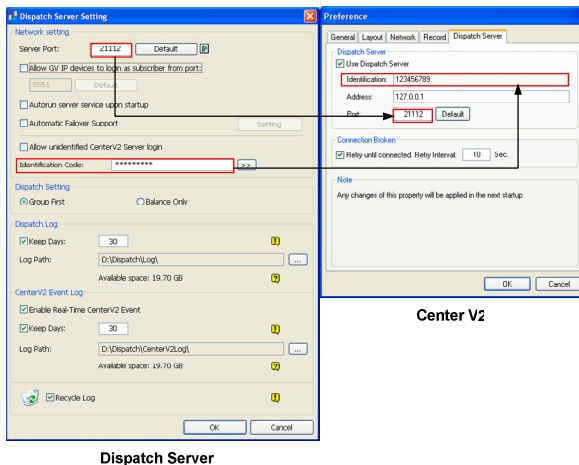 Dispatch Server Setting
Network setting
Server Port: 21112 Default
Allow GV IP devices to login as subscriber from port:
5551 Default
Autorun server service upon startup
Automatic Failover Support Setting
Allow unidentified CenterV2 Server login
Identification Code: ********* >>
Dispatch Setting
Group First Balance Only
Dispatch Log
Keep Days: 30
Log Path: D:\Dispatch\Log\ ...
Available space: 19.70 GB
CenterV2 Event Log
Enable Real-Time CenterV2 Event
Keep Days: 30
Log Path: D:\Dispatch\CenterV2Log\ ...
Available space: 19.70 GB
Recycle Log
OK Cancel
Dispatch Server
Preference
General Layout Network Record Dispatch Server
Dispatch Server
Use Dispatch Server
Identification: 123456789
Address: 127.0.0.1
Port: 21112 Default
Connection Broken
Retry until connected. Retry Interval: 10 Sec.
Note
Any changes of this property will be applied in the next startup
OK Cancel
Center V2